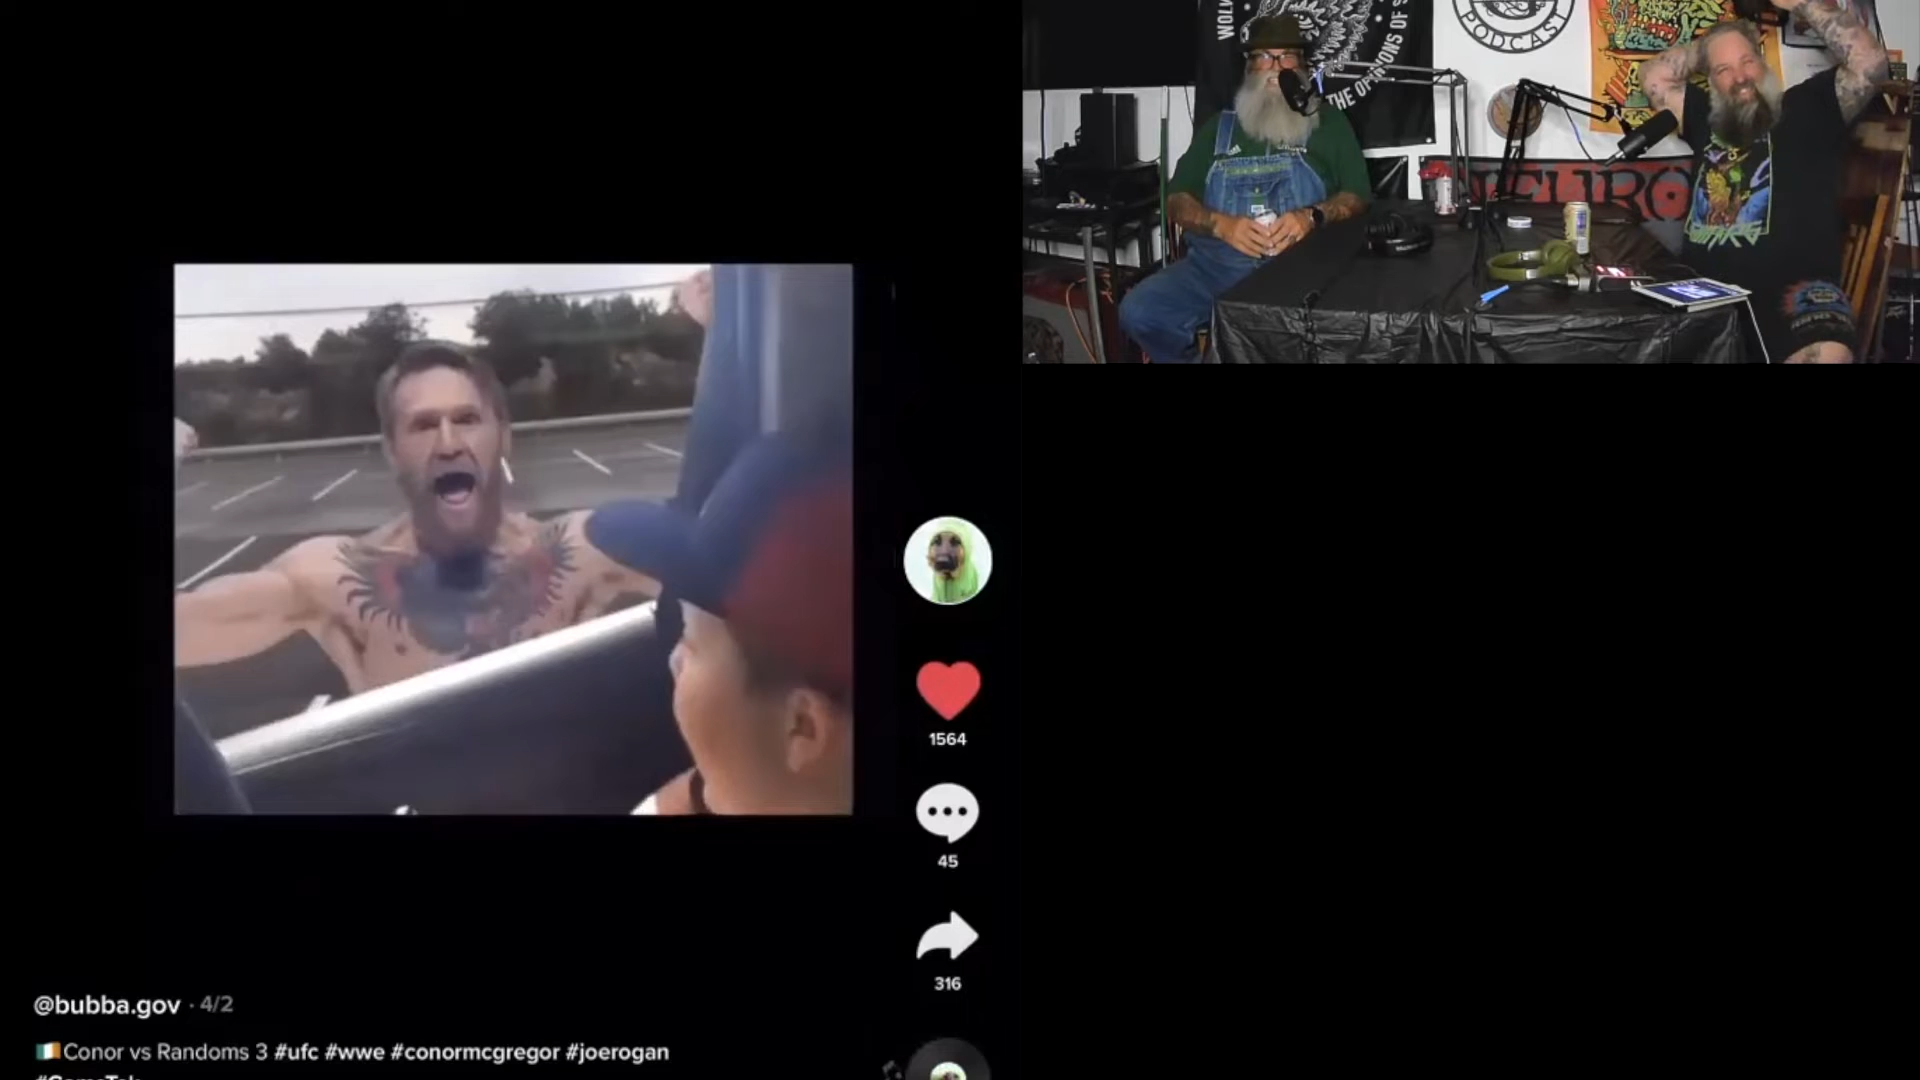 PODCAST
THE OPINIONS OF
1564
45
316
@bubba.gov · 4/2
🇮🇪Conor vs Randoms 3 #ufc #wwe #conormcgregor #joerogan